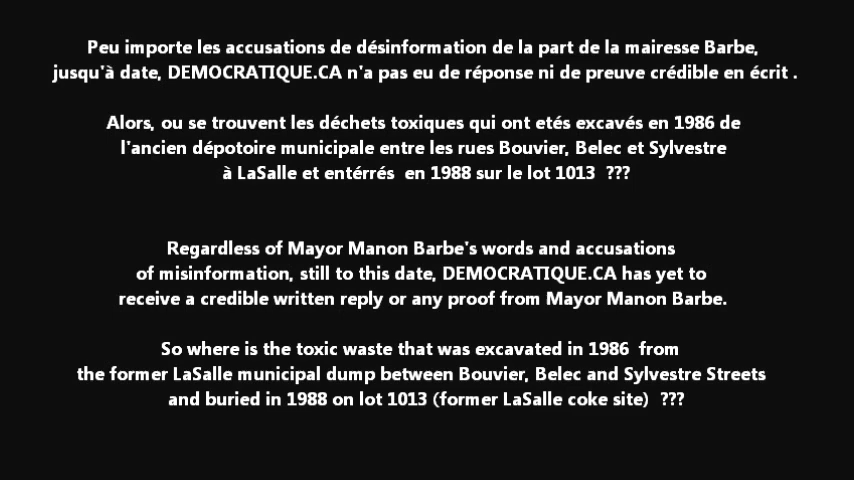 Peu importe les accusations de désinformation de la part de la mairesse Barbe,
jusqu'à date, DEMOCRATIQUE.CA n'a pas eu de réponse ni de preuve crédible en écrit .
Alors, ou se trouvent les déchets toxiques qui ont etés excavés en 1986 de
l'ancien dépotoire municipale entre les rues Bouvier, Belec et Sylvestre
à LaSalle et entérrés en 1988 sur le lot 1013 ???
Regardless of Mayor Manon Barbe's words and accusations
of misinformation, still to this date, DEMOCRATIQUE.CA has yet to
receive a credible written reply or any proof from Mayor Manon Barbe.
So where is the toxic waste that was excavated in 1986 from
the former LaSalle municipal dump between Bouvier, Belec and Sylvestre Streets
and buried in 1988 on lot 1013 (former LaSalle coke site) ???